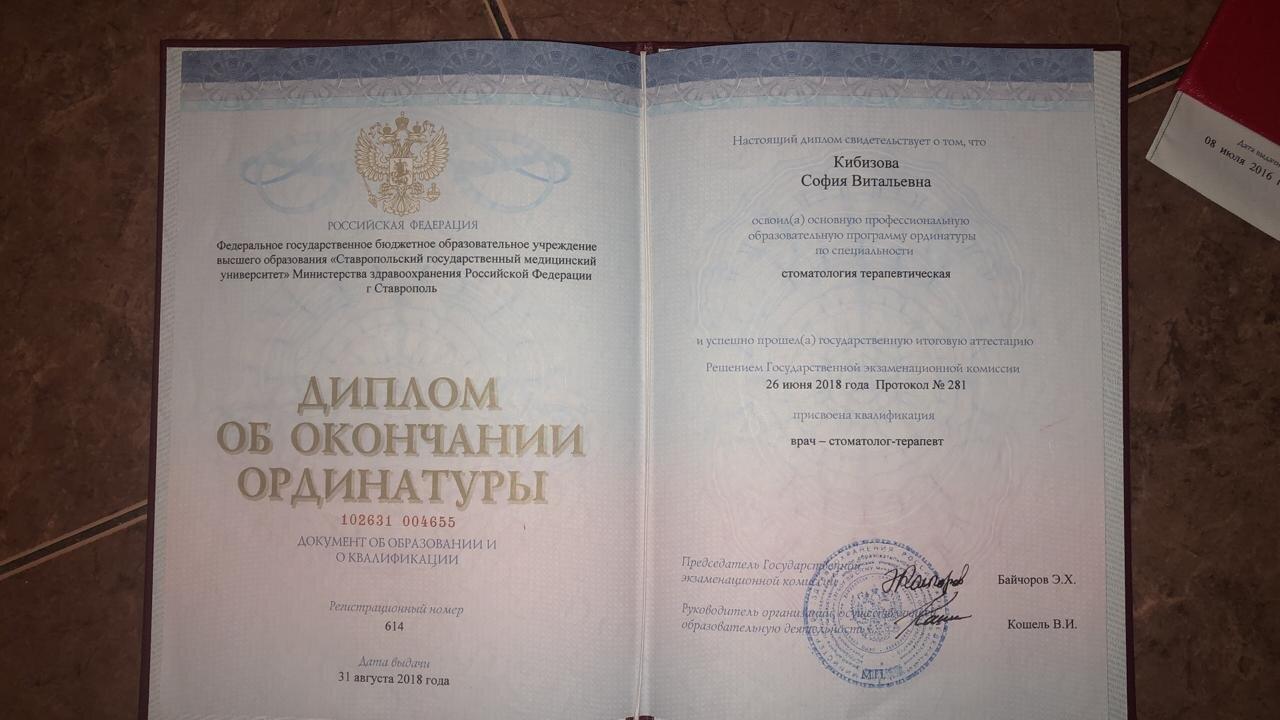 РОССИЙСКАЯ ФЕДЕРАЦИЯ
Федеральное государственное бюджетное образовательное учреждение
высшего образования «Ставропольский государственный медицинский
университет» Министерства здравоохранения Российской Федерации
г Ставрополь
ДИПЛОМ
ОБ ОКОНЧАНИИ
ОРДИНАТУРЫ
102631 004655
ДОКУМЕНТ ОБ ОБРАЗОВАНИИ И
О КВАЛИФИКАЦИИ
Регистрационный номер
614
Дата выдачи
31 августа 2018 года
Настоящий диплом свидетельствует о том, что
Кибизова
София Витальевна
освоил(а) основную профессиональную
образовательную программу ординатуры
по специальности
стоматология терапевтическая
и успешно прошел(а) государственную итоговую аттестацию
Решением Государственной экзаменационной комиссии
26 июня 2018 года Протокол № 281
присвоена квалификация
врач – стоматолог-терапевт
Председатель Государственной
экзаменационной комиссии
Байчоров Э.Х.
Руководитель организации, осуществляющей
образовательную деятельность
Кошель В.И.
М.П.
Дата выдачи
08 июля 2016